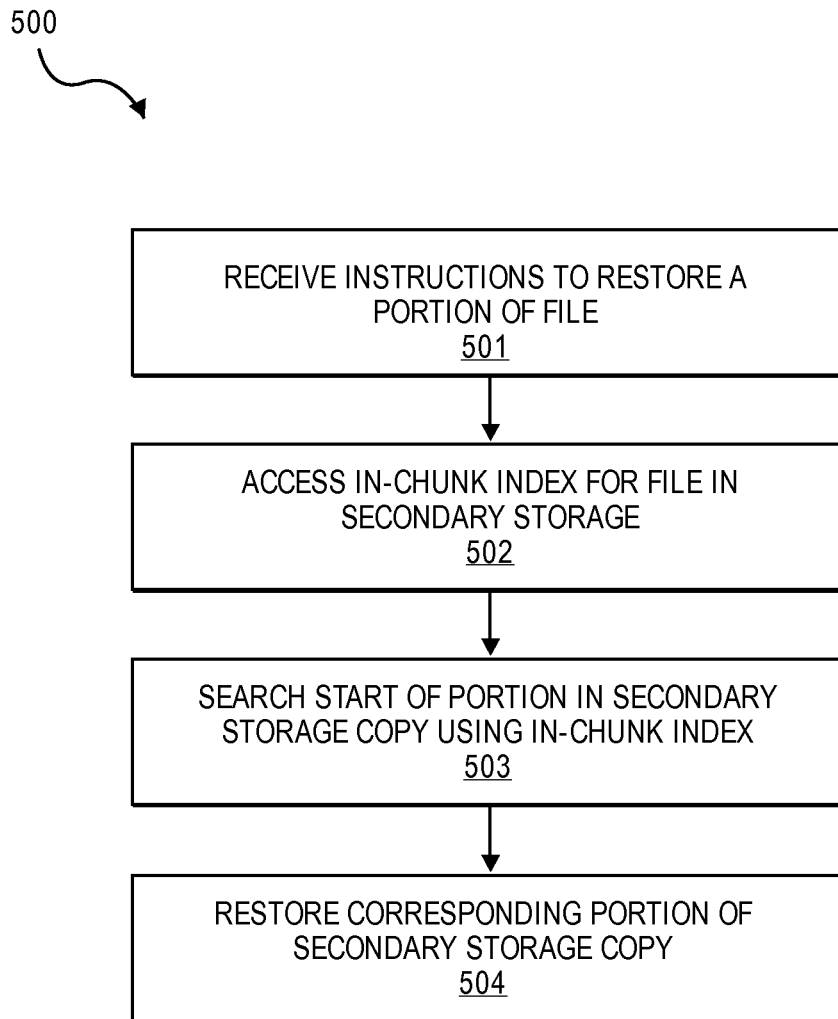 500
RECEIVE INSTRUCTIONS TO RESTORE A
PORTION OF FILE
501
ACCESS IN-CHUNK INDEX FOR FILE IN
SECONDARY STORAGE
502
SEARCH START OF PORTION IN SECONDARY
STORAGE COPY USING IN-CHUNK INDEX
503
RESTORE CORRESPONDING PORTION OF
SECONDARY STORAGE COPY
504